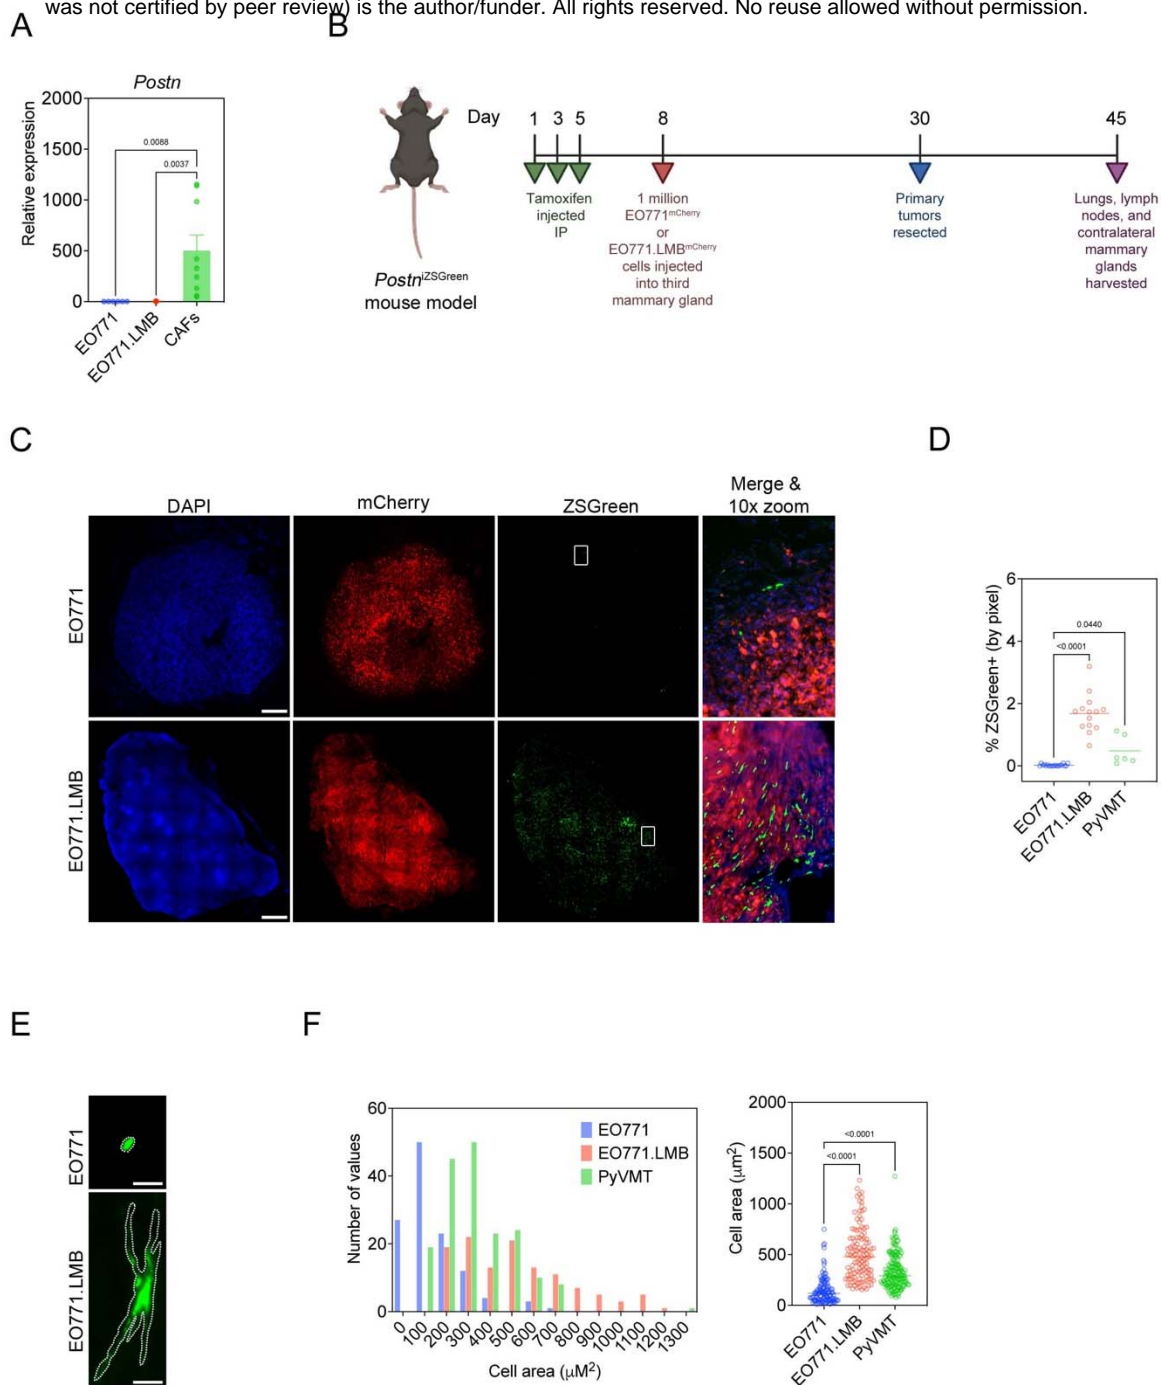 was not certified by peer review) is the author/funder. All rights reserved. No reuse allowed without permission.
A
Postn
Relative expression
2000
1500
1000
500
0
0.0088
0.0037
EO771
EO771.LMB
CAFs
B
Day
1
3
5
8
30
45
Tamoxifen
injected
IP
1 million
EO771mCherry
or
EO771.LMBmCherry
cells injected
into third
mammary gland
Primary
tumors
resected
Lungs, lymph
nodes, and
contralateral
mammary
glands
harvested
PostniZSGreen
mouse model
C
DAPI
mCherry
ZSGreen
Merge &
10x zoom
EO771
EO771.LMB
D
% ZSGreen+ (by pixel)
6
4
2
0
0.0440
<0.0001
EO771
EO771.LMB
PyVMT
E
EO771
EO771.LMB
F
Number of values
60
40
20
0
EO771
EO771.LMB
PyVMT
0
100
200
300
400
500
600
700
800
900
1000
1100
1200
1300
Cell area (μM2)
Cell area (μm2)
2000
1500
1000
500
0
<0.0001
<0.0001
EO771
EO771.LMB
PyVMT